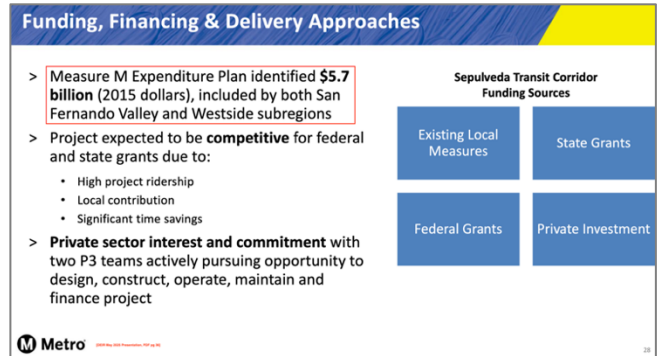 Funding, Financing & Delivery Approaches
> Measure M Expenditure Plan identified $5.7
billion (2015 dollars), included by both San
Fernando Valley and Westside subregions
> Project expected to be competitive for federal
and state grants due to:
• High project ridership
• Local contribution
• Significant time savings
> Private sector interest and commitment with
two P3 teams actively pursuing opportunity to
design, construct, operate, maintain and
finance project
Sepulveda Transit Corridor
Funding Sources
Existing Local
Measures
State Grants
Federal Grants
Private Investment
M Metro
28